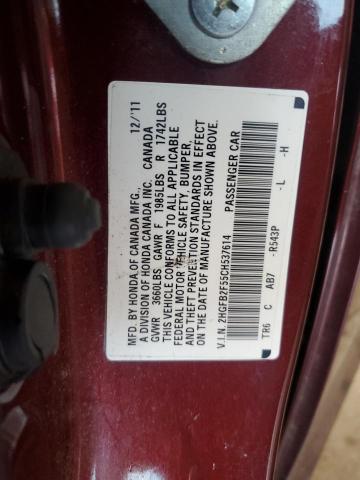 MFD. BY HONDA OF CANADA MFG., 12/'11
A DIVISION OF HONDA CANADA INC. CANADA
GVWR 3660LBS GAWR F 1985LBS R 1742LBS
THIS VEHICLE CONFORMS TO ALL APPLICABLE
FEDERAL MOTOR VEHICLE SAFETY, BUMPER,
AND THEFT PREVENTION STANDARDS IN EFFECT
ON THE DATE OF MANUFACTURE SHOWN ABOVE.
V.I.N. 2HGFB2F55CH537614 PASSENGER CAR
TR6 C AB7 -R543P -L -H